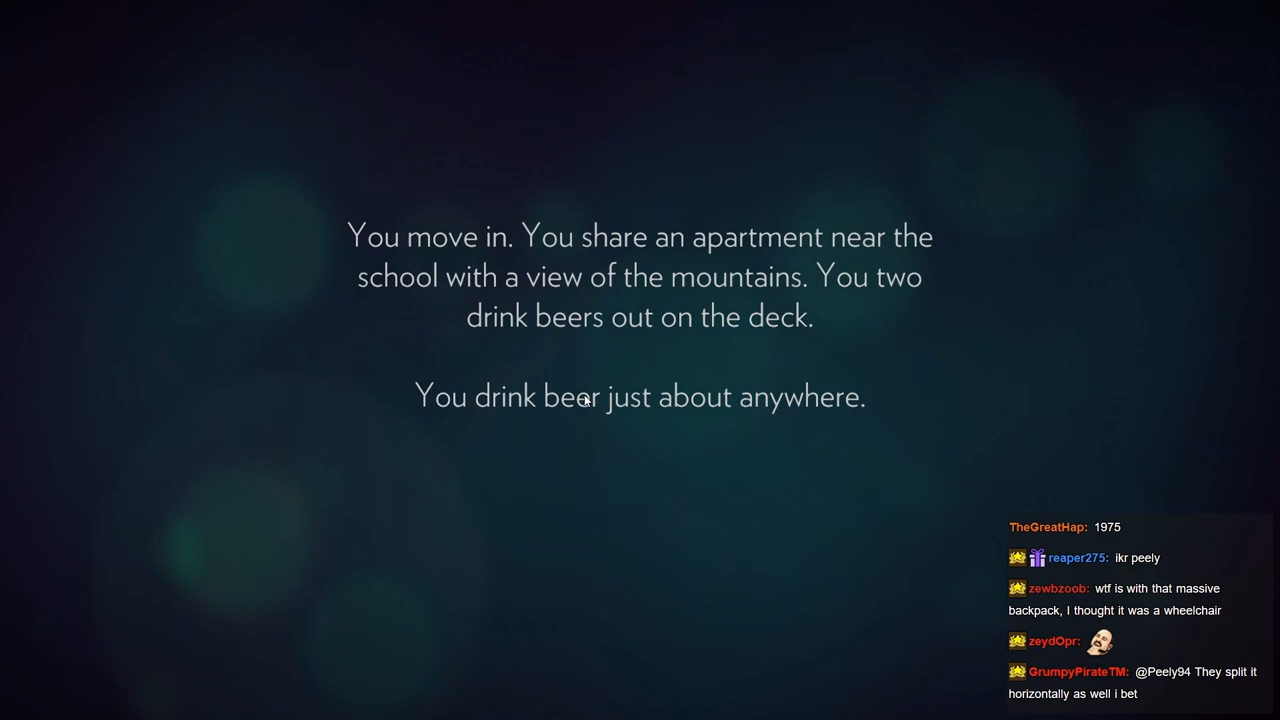 You move in. You share an apartment near the
school with a view of the mountains. You two
drink beers out on the deck.
You drink beer just about anywhere.
TheGreatHap: 1975
reaper275: ikr peely
zewbzoob: wtf is with that massive
backpack, I thought it was a wheelchair
zeydOpr:
GrumpyPirateTM: @Peely94 They split it
horizontally as well i bet